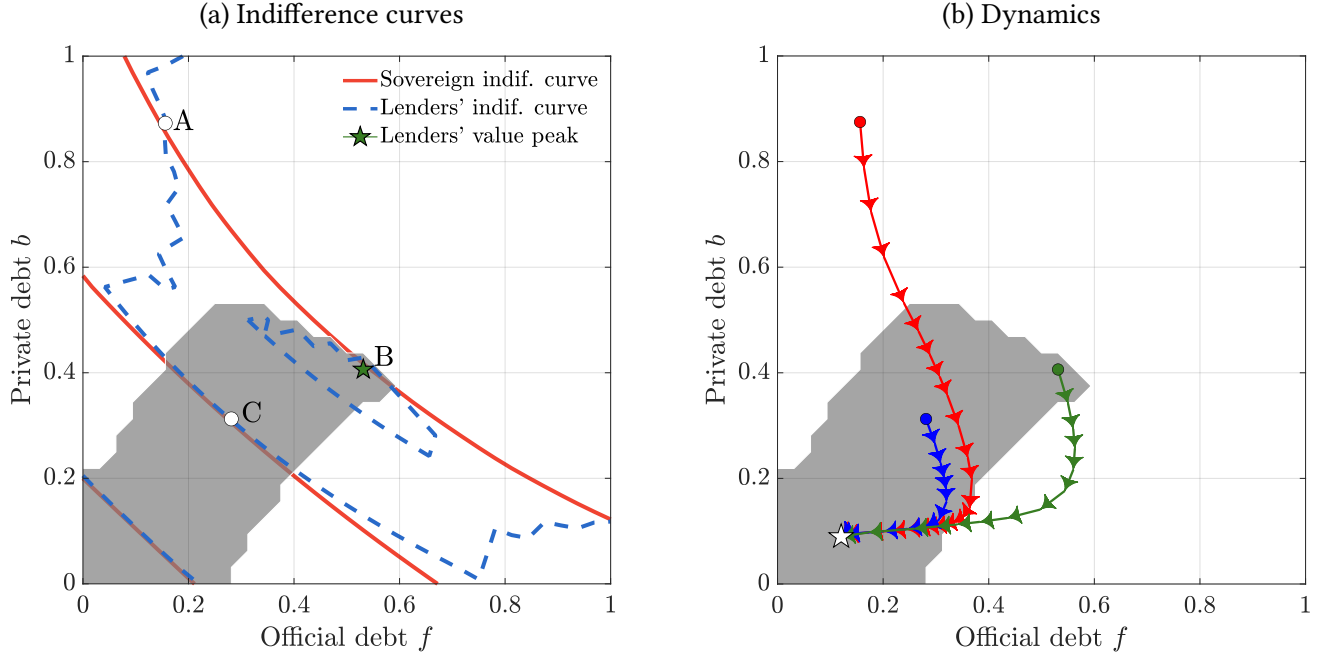 (a) Indifference curves
Sovereign indif. curve
Lenders' indif. curve
Lenders' value peak
A
B
C
Private debt b
1
0.8
0.6
0.4
0.2
0
0 0.2 0.4 0.6 0.8 1
Official debt f
(b) Dynamics
Private debt b
1
0.8
0.6
0.4
0.2
0
0 0.2 0.4 0.6 0.8 1
Official debt f